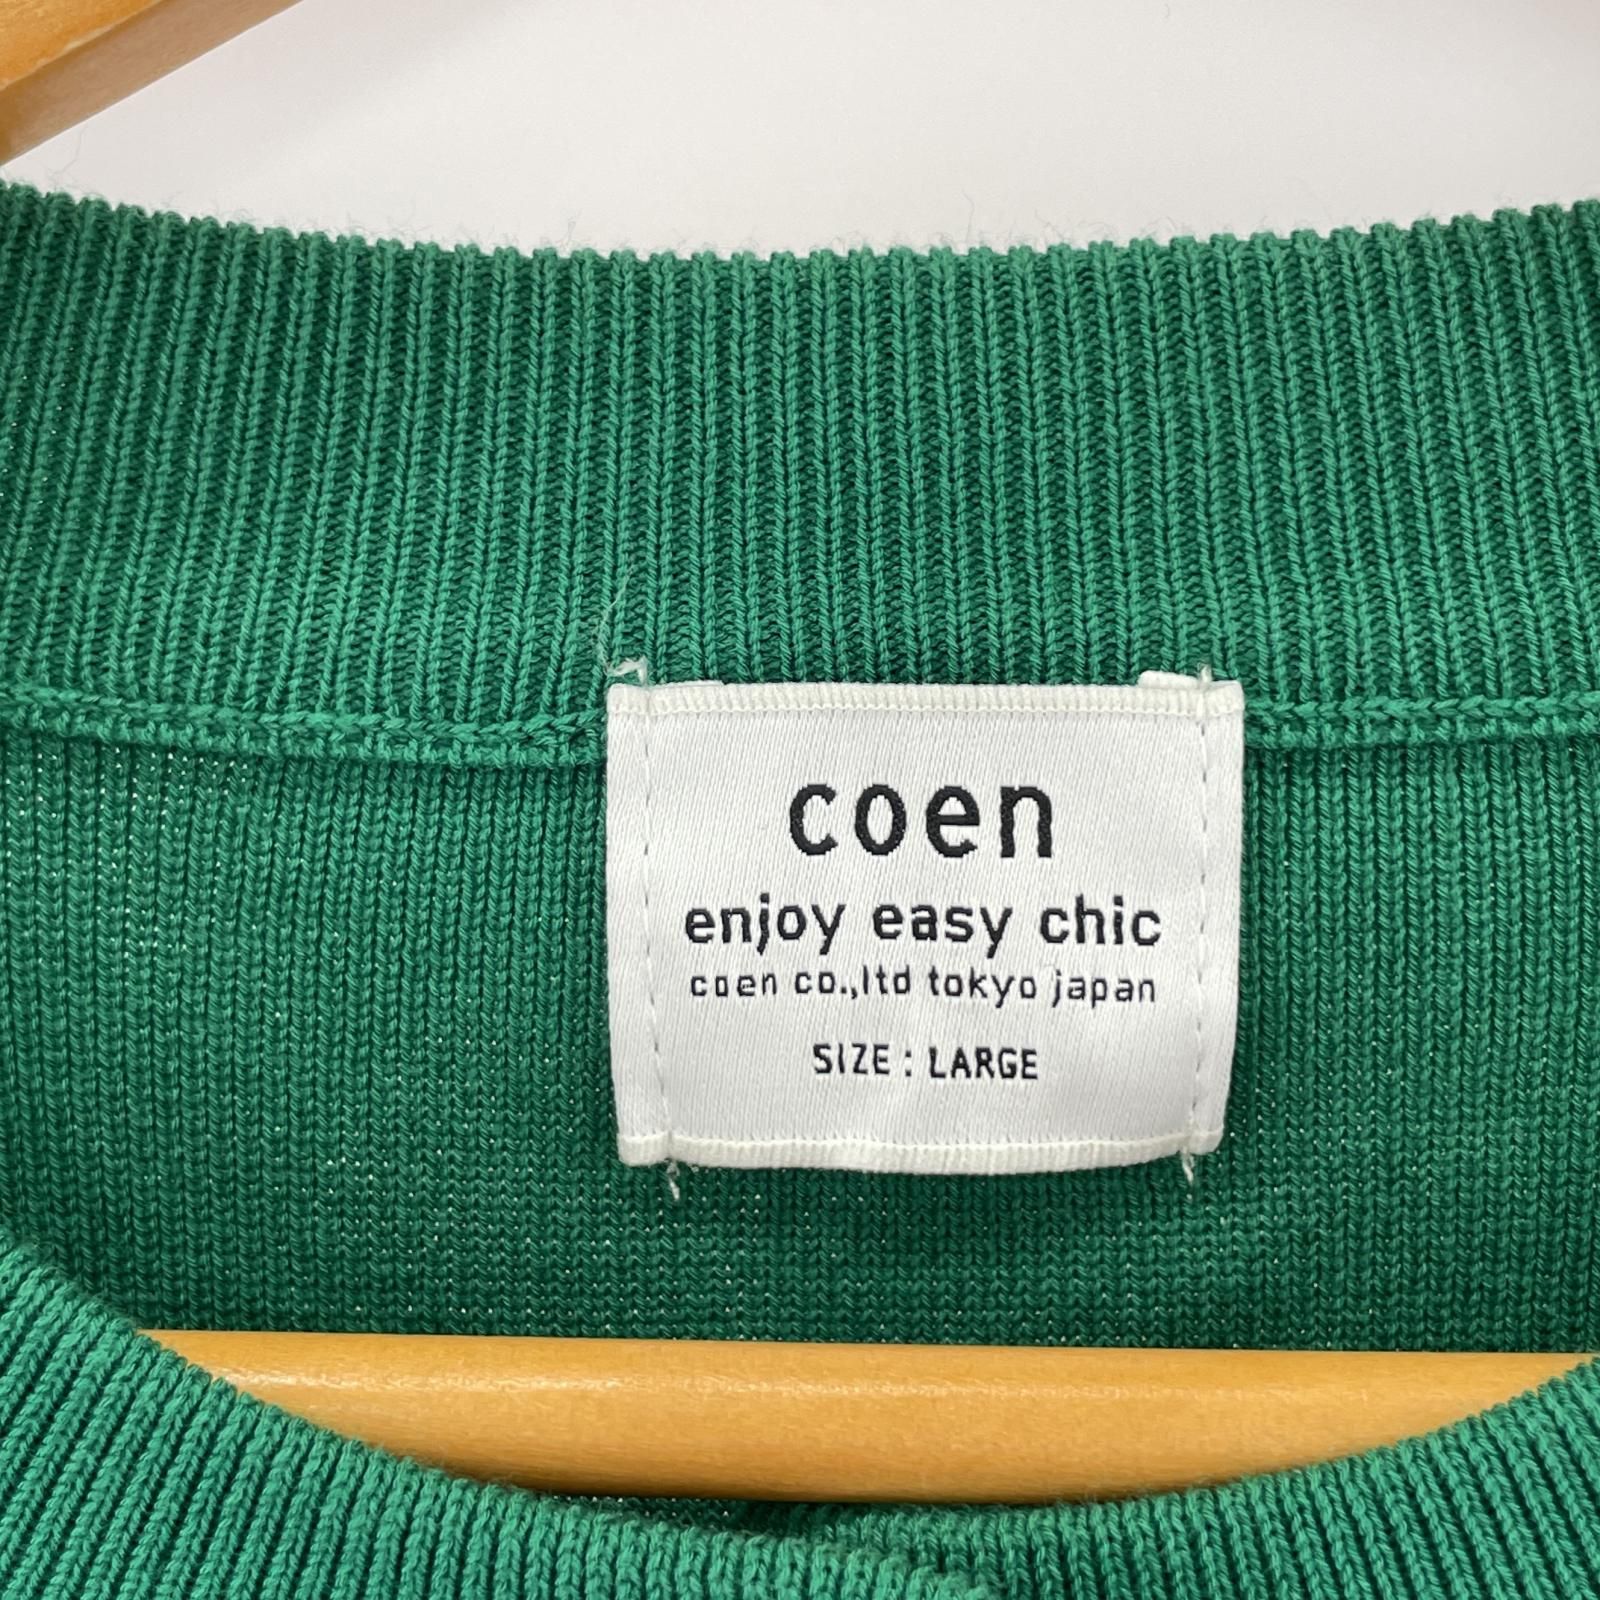 coen
enjoy easy chic
coen co.,ltd tokyo japan
SIZE : LARGE